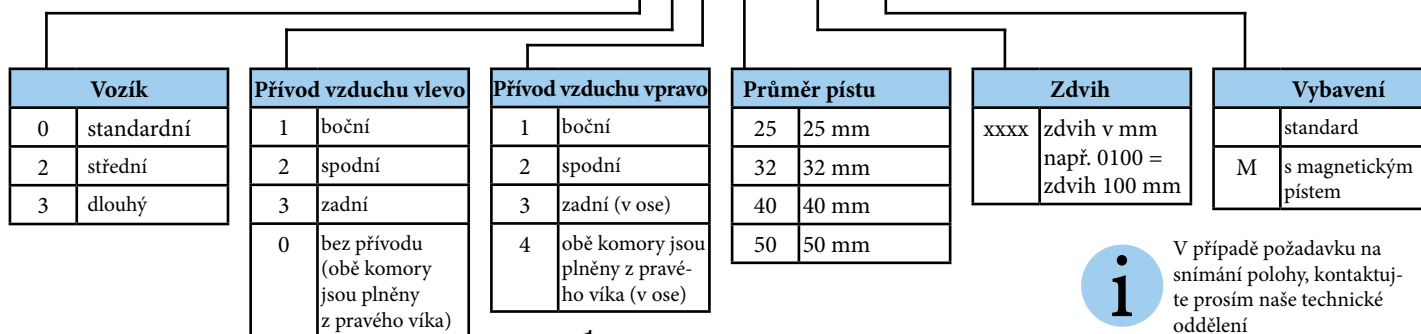 Vozík
0 standardní
2 střední
3 dlouhý
Přívod vzduchu vlevo
1 boční
2 spodní
3 zadní
0 bez přívodu
(obě komory
jsou plněny
z pravého víka)
Přívod vzduchu vpravo
1 boční
2 spodní
3 zadní (v ose)
4 obě komory jsou
plněny z pravé-
ho víka (v ose)
Průměr pístu
25 25 mm
32 32 mm
40 40 mm
50 50 mm
Zdvih
xxxx zdvih v mm
např. 0100 =
zdvih 100 mm
Vybavení
standard
M s magnetickým
pístem
i
V případě požadavku na
snímání polohy, kontaktuj-
te prosím naše technické
oddělení